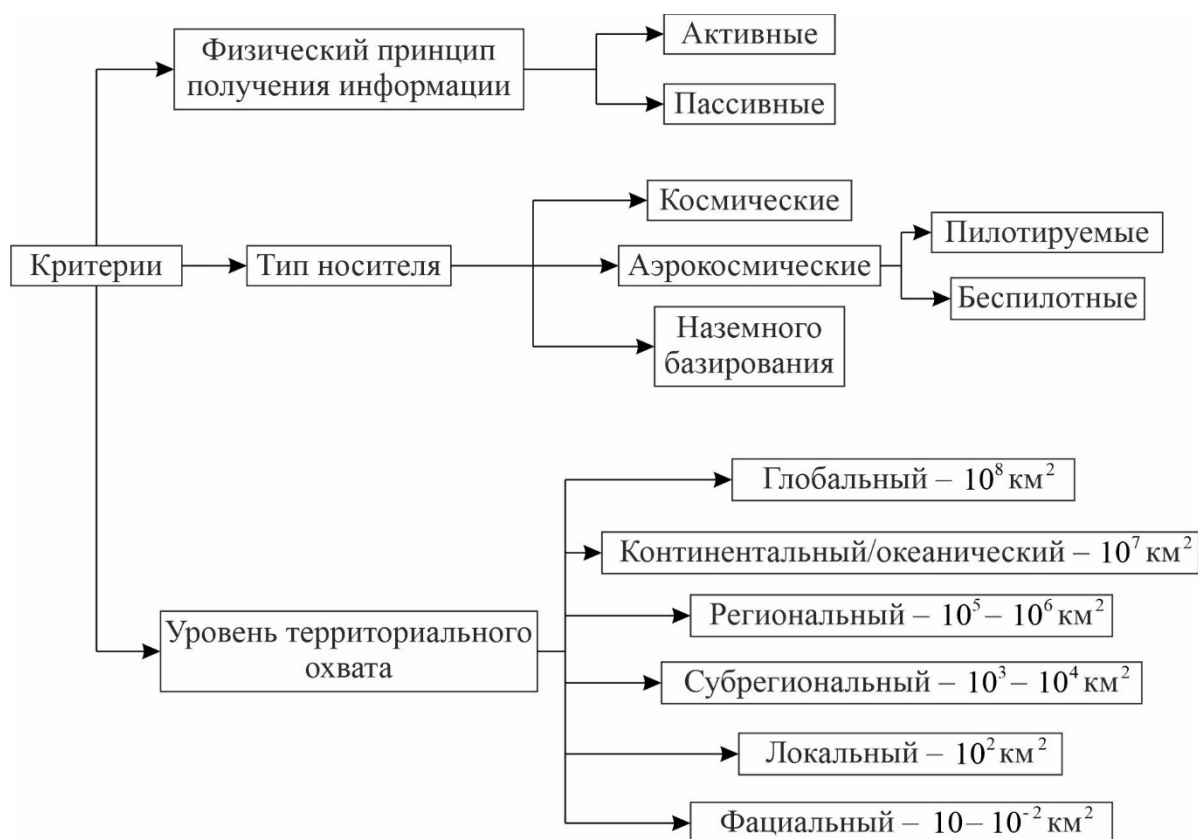 Физический принцип
получения информации
Активные
Пассивные
Критерии
Тип носителя
Космические
Аэрокосмические
Пилотируемые
Беспилотные
Наземного
базирования
Уровень территориального
охвата
Глобальный – 10⁸ км²
Континентальный/океанический – 10⁷ км²
Региональный – 10⁵ – 10⁶ км²
Субрегиональный – 10³ – 10⁴ км²
Локальный – 10² км²
Фациальный – 10 – 10⁻² км²